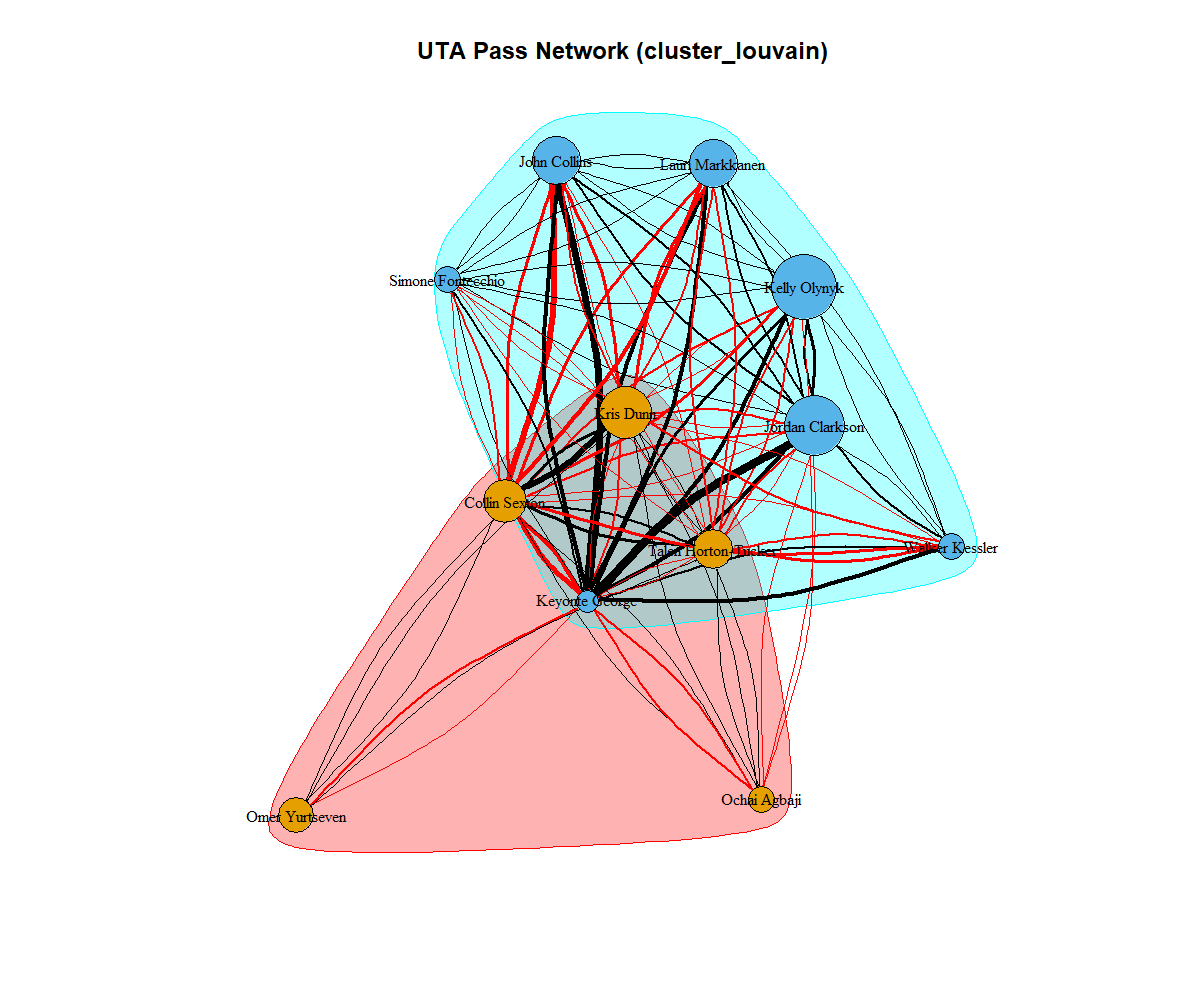 UTA Pass Network (cluster_louvain)
John Collins
Lauri Markkanen
Simone Fontecchio
Kelly Olynyk
Kris Dunn
Jordan Clarkson
Collin Sexton
Talen Horton-Tucker
Walker Kessler
Keyonte George
Omer Yurtseven
Ochai Agbaji